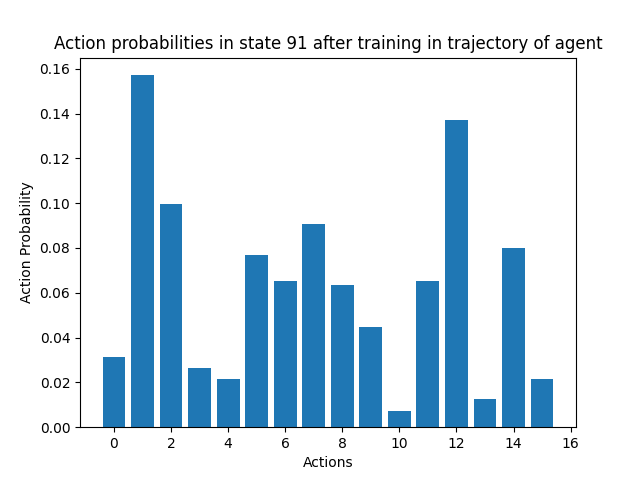 Action probabilities in state 91 after training in trajectory of agent
0.16
0.14
0.12
0.10
0.08
0.06
0.04
0.02
0.00
Action Probability
0 2 4 6 8 10 12 14 16
Actions